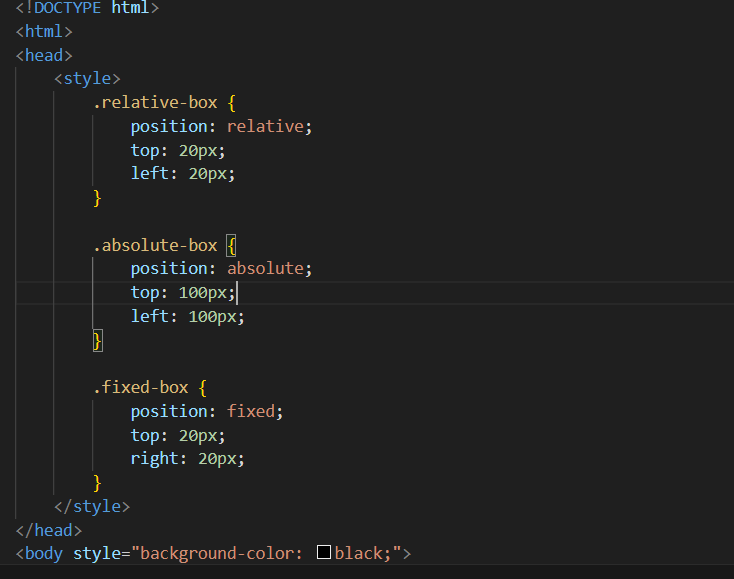 <!DOCTYPE html>
<html>
<head>
    <style>
        .relative-box {
            position: relative;
            top: 20px;
            left: 20px;
        }

        .absolute-box {
            position: absolute;
            top: 100px;
            left: 100px;
        }

        .fixed-box {
            position: fixed;
            top: 20px;
            right: 20px;
        }
    </style>
</head>
<body style="background-color: black;">